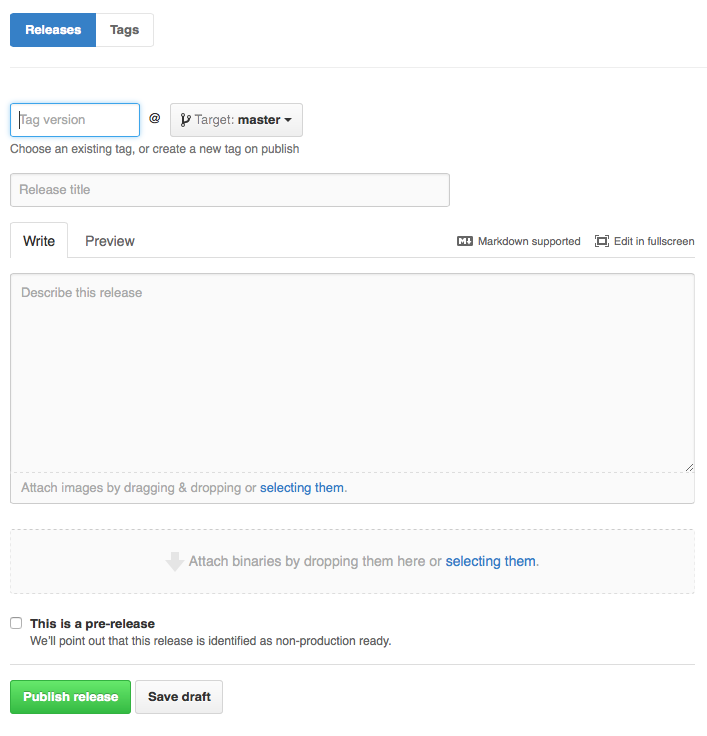 Releases Tags
Tag version @ Target: master
Choose an existing tag, or create a new tag on publish
Release title
Write Preview Markdown supported Edit in fullscreen
Describe this release
Attach images by dragging & dropping or selecting them.
Attach binaries by dropping them here or selecting them.
This is a pre-release
We'll point out that this release is identified as non-production ready.
Publish release Save draft